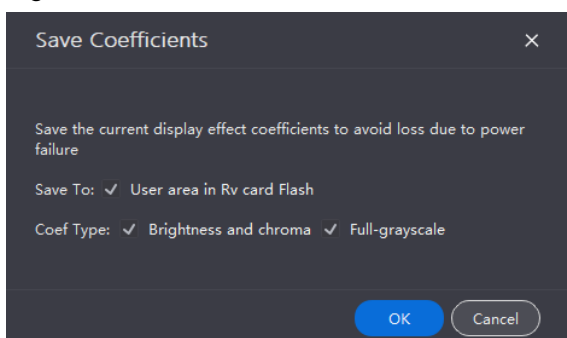 Save Coefficients
Save the current display effect coefficients to avoid loss due to power
failure
Save To: ✓ User area in Rv card Flash
Coef Type: ✓ Brightness and chroma ✓ Full-grayscale
OK Cancel